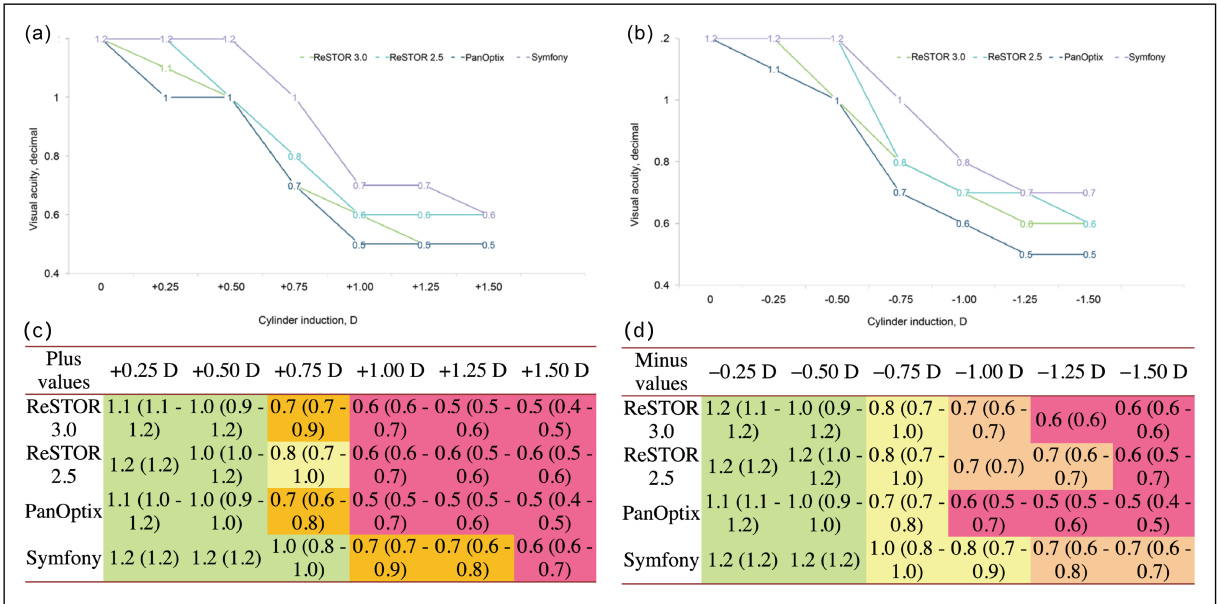 (a)
1.2 1.2 1.2
ReSTOR 3.0 ReSTOR 2.5 PanOptix Symfony
1.1
1 1 1 1
0.8
0.8
0.7
0.7 0.7
0.6 0.6 0.6 0.6
0.5 0.5 0.5
0.4
0 +0.25 +0.50 +0.75 +1.00 +1.25 +1.50
Visual acuity, decimal
Cylinder induction, D
(b)
.2 1.2 1.2 1.2
ReSTOR 3.0 ReSTOR 2.5 PanOptix Symfony
1.1
1 1 1
0.8 0.8 0.8
0.7 0.7 0.7 0.7
0.6 0.6 0.6 0.6
0.5 0.5
0.4
0 -0.25 -0.50 -0.75 -1.00 -1.25 -1.50
Visual acuity, decimal
Cylinder induction, D
(c)
Plus values +0.25 D +0.50 D +0.75 D +1.00 D +1.25 D +1.50 D
ReSTOR 3.0 1.1 (1.1 - 1.2) 1.0 (0.9 - 1.2) 0.7 (0.7 - 0.9) 0.6 (0.6 - 0.7) 0.5 (0.5 - 0.6) 0.5 (0.4 - 0.5)
ReSTOR 2.5 1.2 (1.2) 1.0 (1.0 - 1.2) 0.8 (0.7 - 1.0) 0.6 (0.6 - 0.7) 0.6 (0.5 - 0.6) 0.6 (0.5 - 0.6)
PanOptix 1.1 (1.0 - 1.2) 1.0 (0.9 - 1.0) 0.7 (0.6 - 0.8) 0.5 (0.5 - 0.7) 0.5 (0.5 - 0.6) 0.5 (0.4 - 0.5)
Symfony 1.2 (1.2) 1.2 (1.2) 1.0 (0.8 - 1.0) 0.7 (0.7 - 0.9) 0.7 (0.6 - 0.8) 0.6 (0.6 - 0.7)
(d)
Minus values −0.25 D −0.50 D −0.75 D −1.00 D −1.25 D −1.50 D
ReSTOR 3.0 1.2 (1.1 - 1.2) 1.0 (0.9 - 1.2) 0.8 (0.7 - 1.0) 0.7 (0.6 - 0.7) 0.6 (0.6) 0.6 (0.6 - 0.6)
ReSTOR 2.5 1.2 (1.2) 1.2 (1.0 - 1.2) 0.8 (0.7 - 1.0) 0.7 (0.7) 0.7 (0.6 - 0.7) 0.6 (0.5 - 0.7)
PanOptix 1.1 (1.1 - 1.2) 1.0 (0.9 - 1.0) 0.7 (0.7 - 0.8) 0.6 (0.5 - 0.7) 0.5 (0.5 - 0.6) 0.5 (0.4 - 0.5)
Symfony 1.2 (1.2) 1.2 (1.2) 1.0 (0.8 - 1.0) 0.8 (0.7 - 0.9) 0.7 (0.6 - 0.8) 0.7 (0.6 - 0.7)